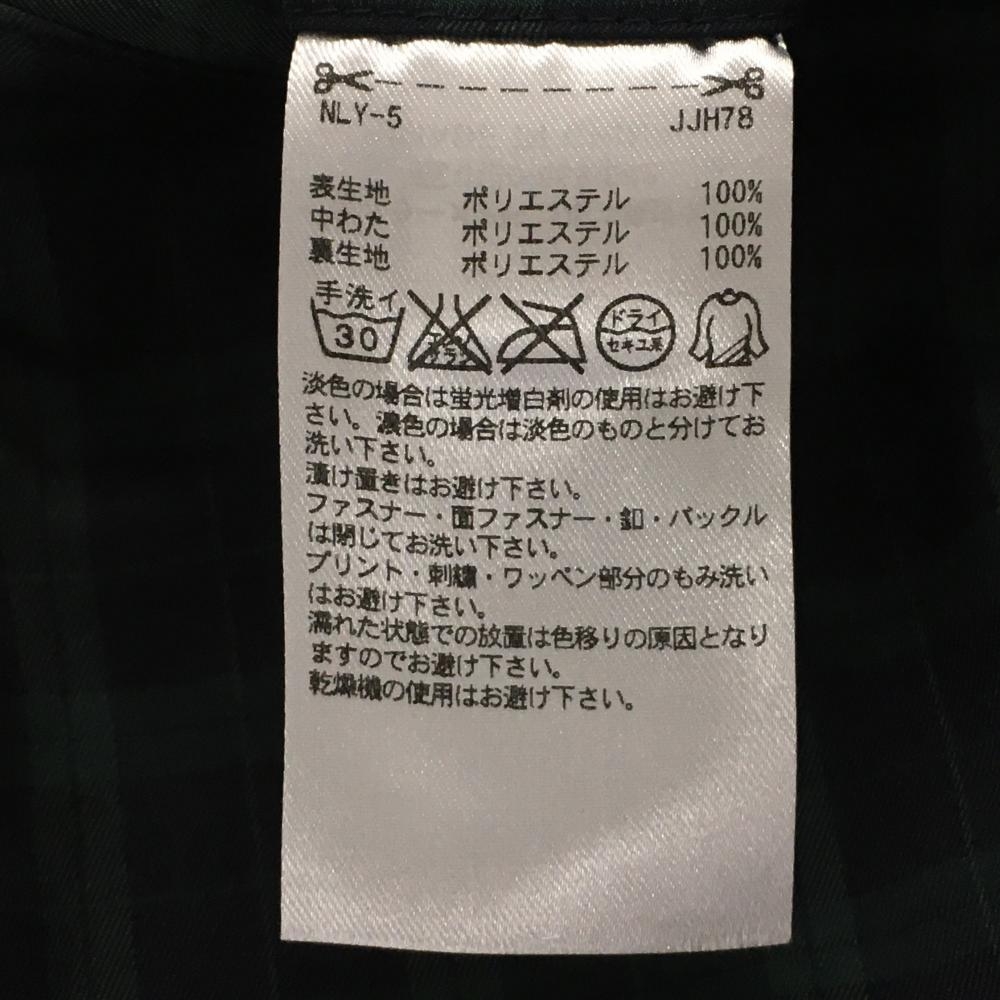 NLY-5 JJH78
表生地 ポリエステル 100%
中わた ポリエステル 100%
裏生地 ポリエステル 100%
手洗イ
30
エンソ
サラシ
ドライ
セキユ系
淡色の場合は蛍光増白剤の使用はお避け下
さい。濃色の場合は淡色のものと分けてお
洗い下さい。
漬け置きはお避け下さい。
ファスナー・面ファスナー・釦・バックル
は閉じてお洗い下さい。
プリント・刺繍・ワッペン部分のもみ洗い
はお避け下さい。
濡れた状態での放置は色移りの原因となり
ますのでお避け下さい。
乾燥機の使用はお避け下さい。